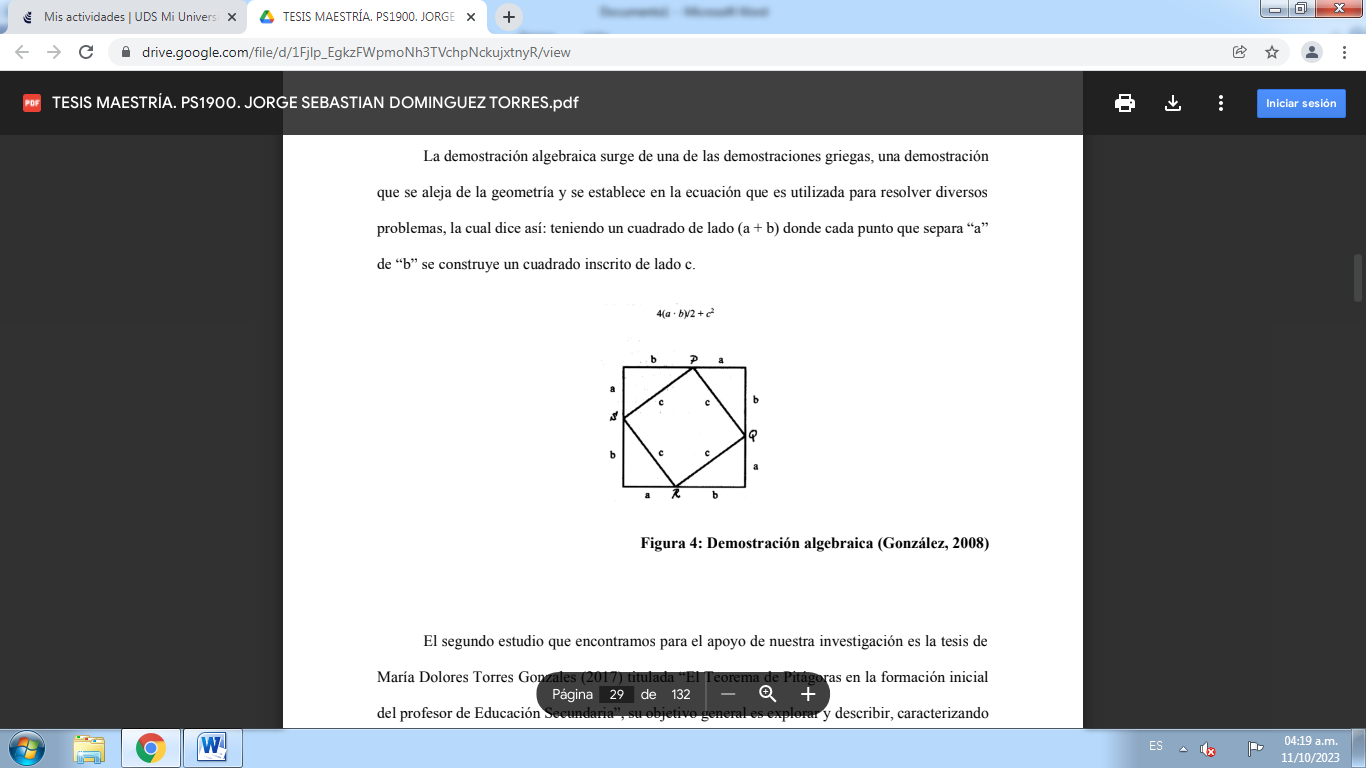 Documento1 - Microsoft Word
Mis actividades | UDS Mi Univers
TESIS MAESTRÍA. PS1900. JORGE
drive.google.com/file/d/1Fjlp_EgkzFWpmoNh3TVchpNckujxtnyR/view
TESIS MAESTRÍA. PS1900. JORGE SEBASTIAN DOMINGUEZ TORRES.pdf
Iniciar sesión
La demostración algebraica surge de una de las demostraciones griegas, una demostración
que se aleja de la geometría y se establece en la ecuación que es utilizada para resolver diversos
problemas, la cual dice así: teniendo un cuadrado de lado (a + b) donde cada punto que separa “a”
de “b” se construye un cuadrado inscrito de lado c.
4(a · b)/2 + c²
b P a
a
c c b
S
Q
b c c
a
a R b
Figura 4: Demostración algebraica (González, 2008)
El segundo estudio que encontramos para el apoyo de nuestra investigación es la tesis de
María Dolores Torres Gonzales (2017) titulada “El Teorema de Pitágoras en la formación inicial
del profesor de Educación Secundaria”, su objetivo general es explorar y describir, caracterizando
Página 29 de 132
ES
04:19 a.m.
11/10/2023